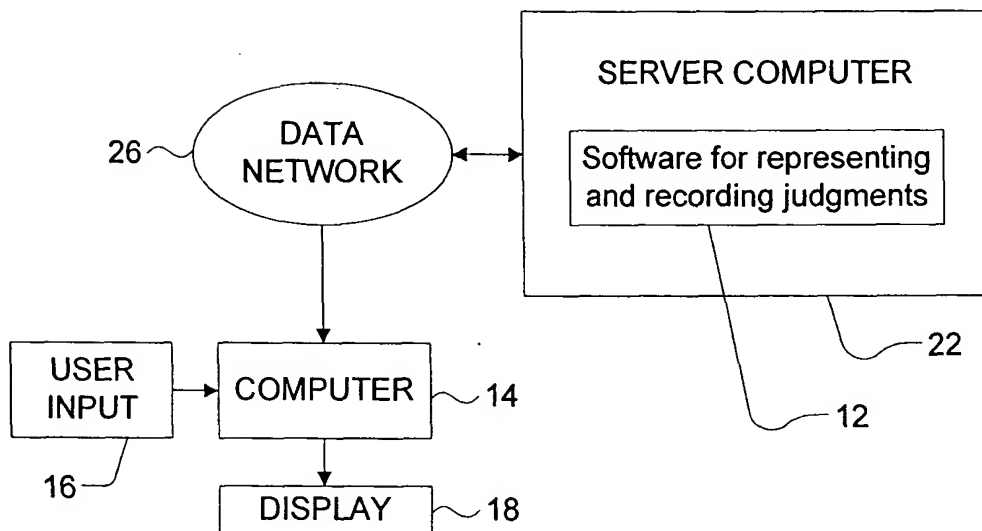 SERVER COMPUTER
Software for representing
and recording judgments
DATA
NETWORK
26
22
12
USER
INPUT
16
COMPUTER
14
DISPLAY
18